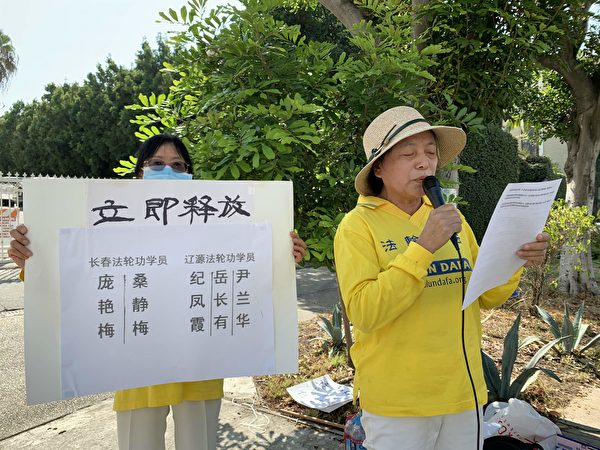 立即释放
长春法轮功学员
庞艳梅
桑静梅
辽源法轮功学员
纪凤霞
岳长有
尹兰华
法輪
N DAFA
lundafa.org